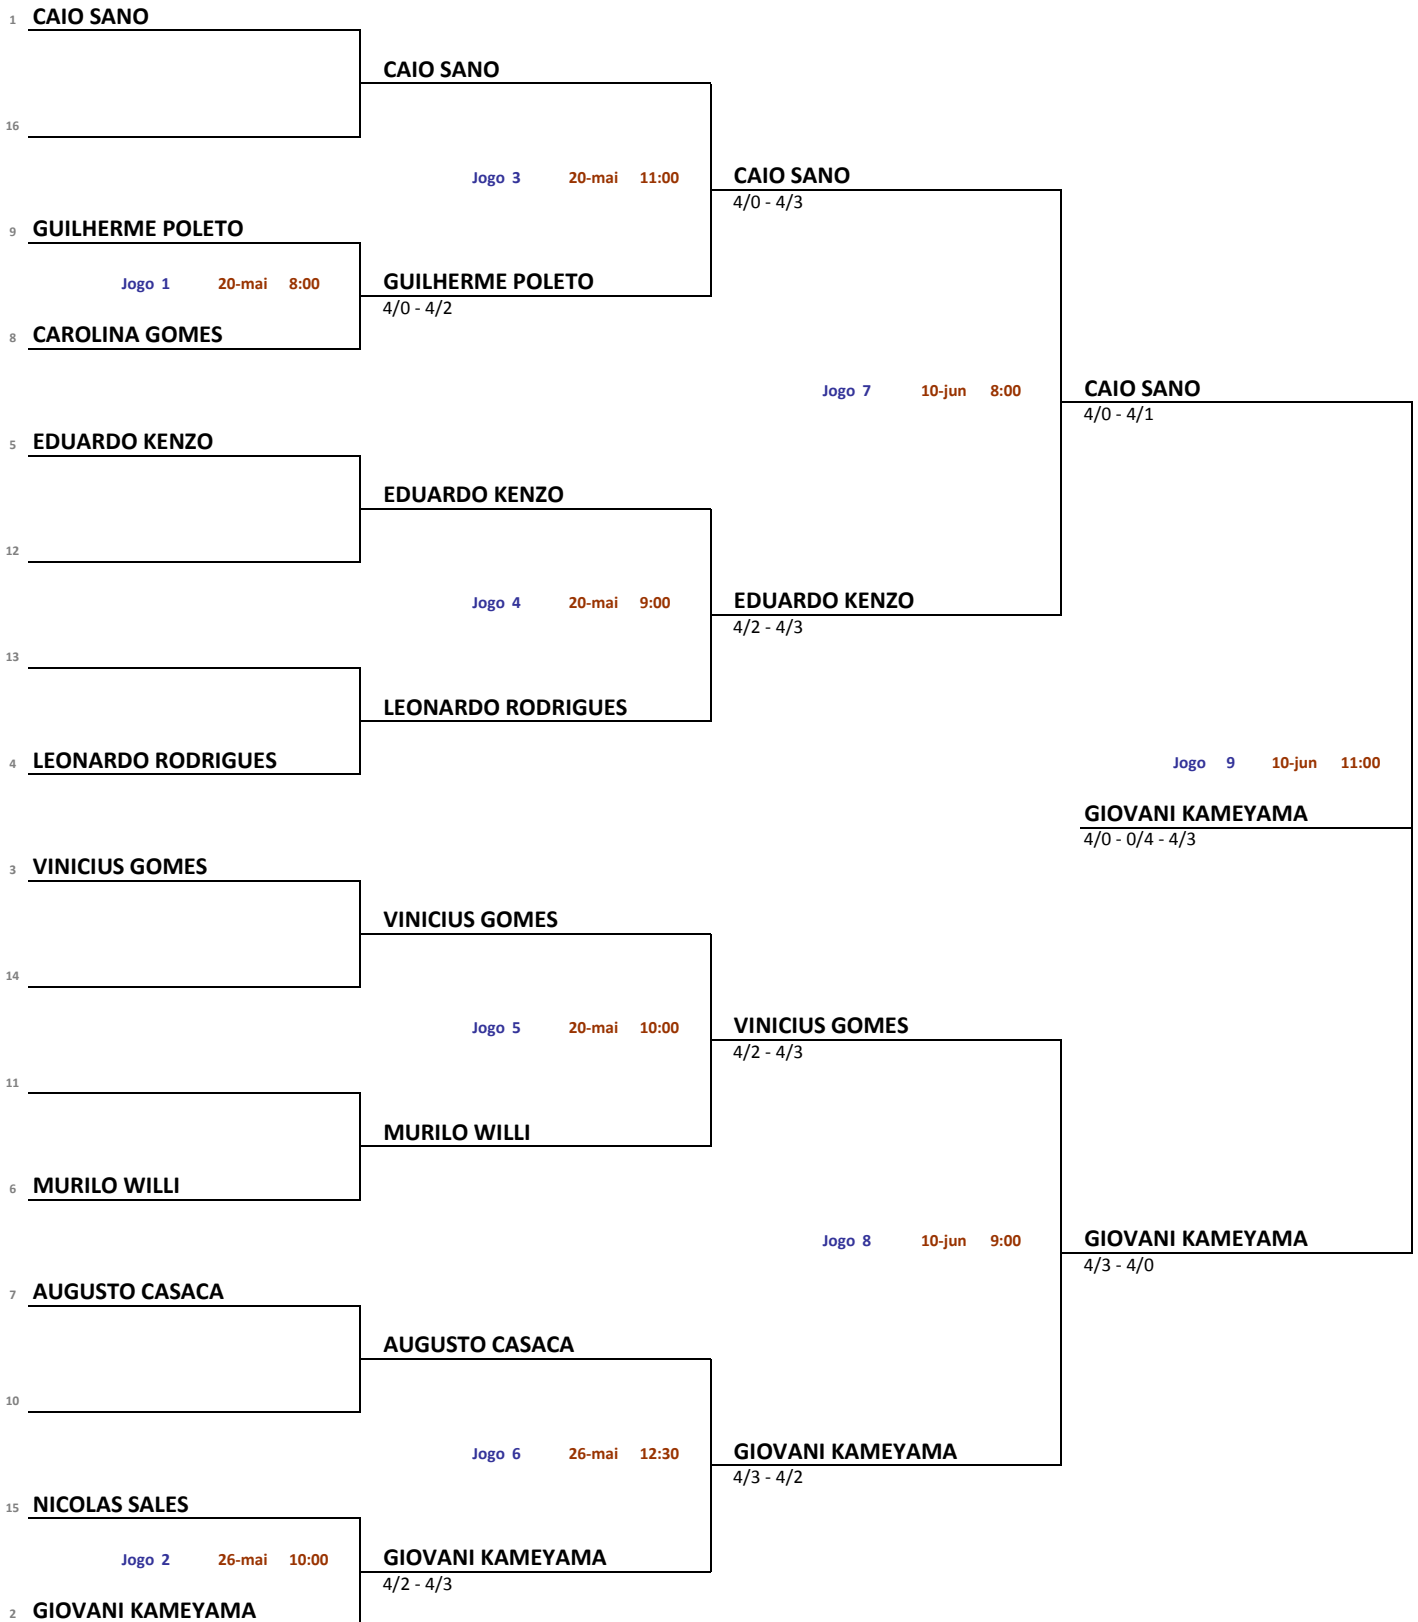 1 CAIO SANO
CAIO SANO
16
Jogo 3 20-mai 11:00
CAIO SANO
4/0 - 4/3
9 GUILHERME POLETO
Jogo 1 20-mai 8:00
GUILHERME POLETO
4/0 - 4/2
8 CAROLINA GOMES
Jogo 7 10-jun 8:00
CAIO SANO
4/0 - 4/1
5 EDUARDO KENZO
EDUARDO KENZO
12
Jogo 4 20-mai 9:00
EDUARDO KENZO
4/2 - 4/3
13
LEONARDO RODRIGUES
4 LEONARDO RODRIGUES
Jogo 9 10-jun 11:00
GIOVANI KAMEYAMA
4/0 - 0/4 - 4/3
3 VINICIUS GOMES
VINICIUS GOMES
14
Jogo 5 20-mai 10:00
VINICIUS GOMES
4/2 - 4/3
11
MURILO WILLI
6 MURILO WILLI
Jogo 8 10-jun 9:00
GIOVANI KAMEYAMA
4/3 - 4/0
7 AUGUSTO CASACA
AUGUSTO CASACA
10
Jogo 6 26-mai 12:30
GIOVANI KAMEYAMA
4/3 - 4/2
15 NICOLAS SALES
Jogo 2 26-mai 10:00
GIOVANI KAMEYAMA
4/2 - 4/3
2 GIOVANI KAMEYAMA